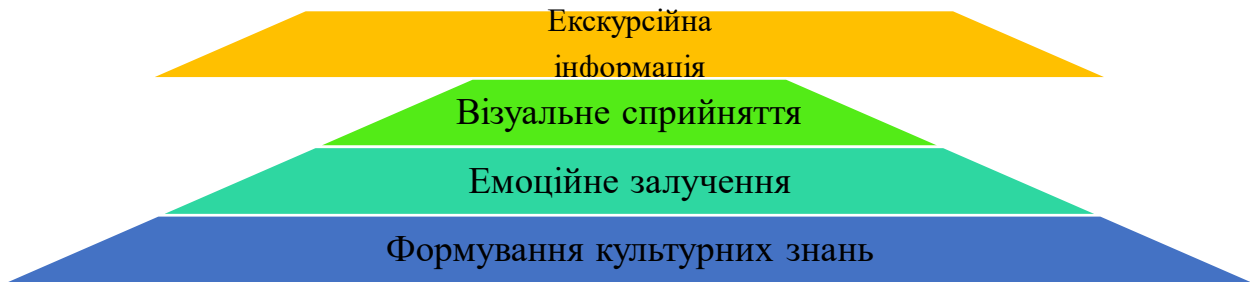 Екскурсійна
інформація
Візуальне сприйняття
Емоційне залучення
Формування культурних знань